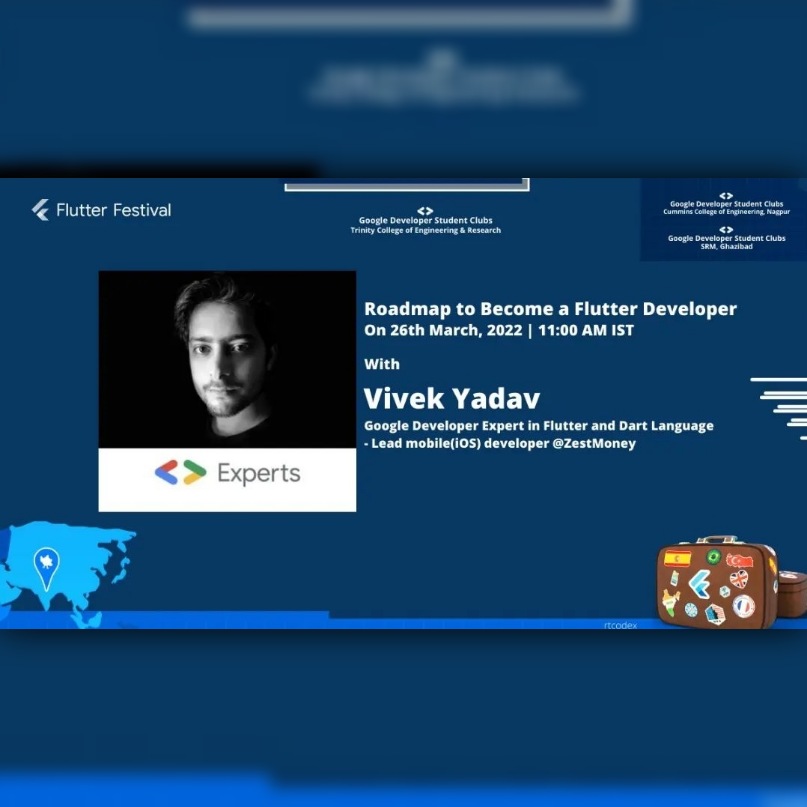 Flutter Festival
Google Developer Student Clubs
Trinity College of Engineering & Research
Google Developer Student Clubs
Cummins College of Engineering, Nagpur
Google Developer Student Clubs
SRM, Ghazibad
Roadmap to Become a Flutter Developer
On 26th March, 2022 | 11:00 AM IST
With
Vivek Yadav
Google Developer Expert in Flutter and Dart Language
- Lead mobile(iOS) developer @ZestMoney
Experts
rtcodex